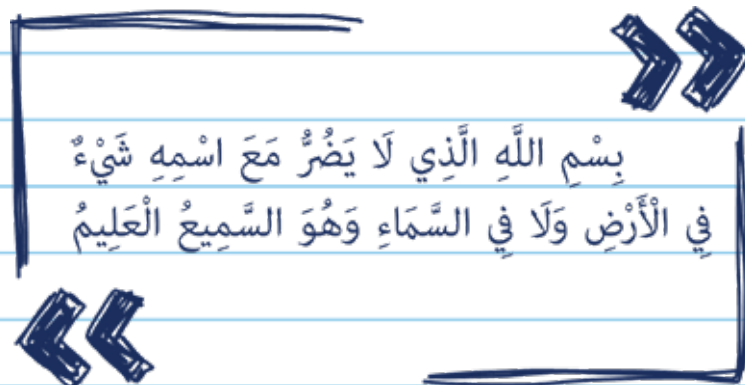 بِسْمِ اللَّهِ الَّذِي لَا يَضُرُّ مَعَ اسْمِهِ شَيْءٌ
فِي الْأَرْضِ وَلَا فِي السَّمَاءِ وَهُوَ السَّمِيعُ الْعَلِيمُ